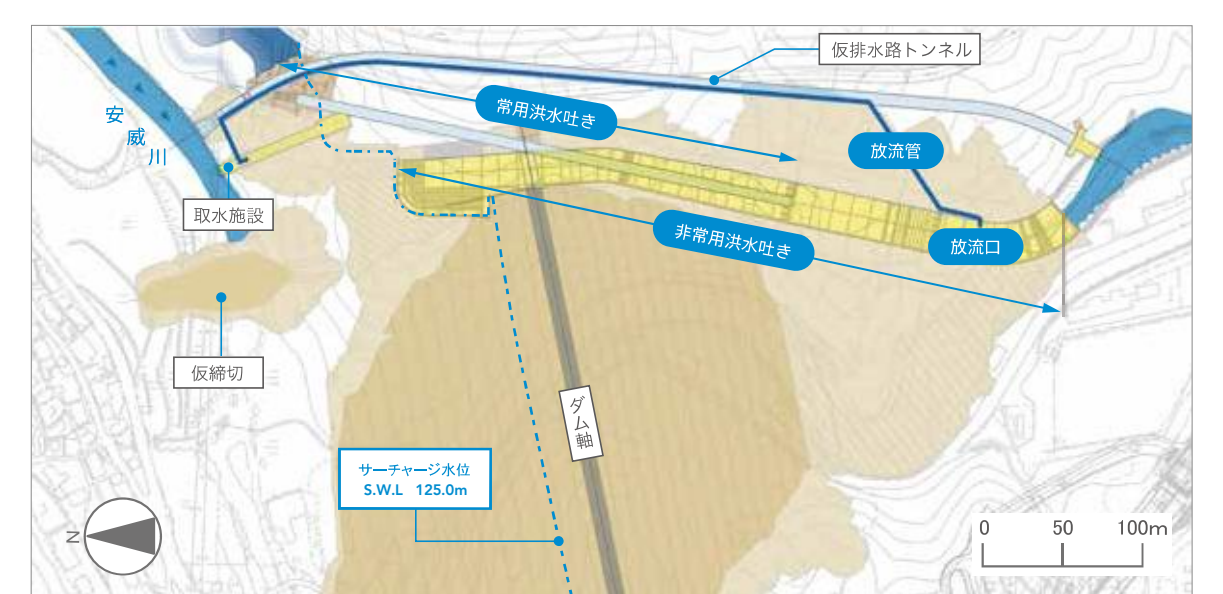 仮排水路トンネル
常用洪水吐き
安威川
放流管
取水施設
非常用洪水吐き
放流口
仮締切
ダム軸
サーチャージ水位
S.W.L 125.0m
N
0 50 100m